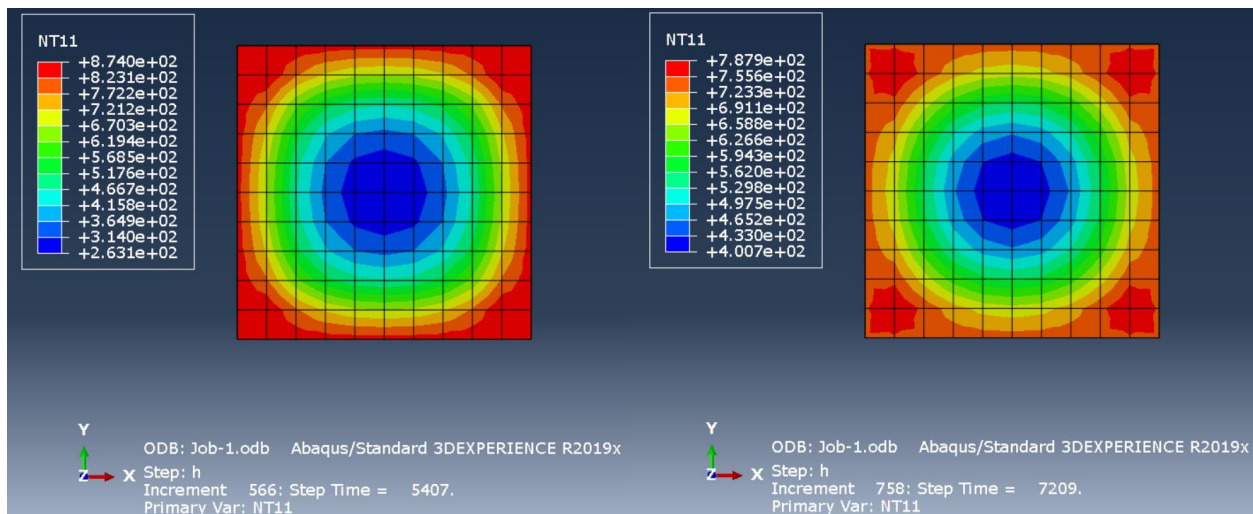 NT11
+8.740e+02
+8.231e+02
+7.722e+02
+7.212e+02
+6.703e+02
+6.194e+02
+5.685e+02
+5.176e+02
+4.667e+02
+4.158e+02
+3.649e+02
+3.140e+02
+2.631e+02
Y
Z X
ODB: Job-1.odb Abaqus/Standard 3DEXPERIENCE R2019x
Step: h
Increment 566: Step Time = 5407.
Primary Var: NT11
NT11
+7.879e+02
+7.556e+02
+7.233e+02
+6.911e+02
+6.588e+02
+6.266e+02
+5.943e+02
+5.620e+02
+5.298e+02
+4.975e+02
+4.652e+02
+4.330e+02
+4.007e+02
Y
Z X
ODB: Job-1.odb Abaqus/Standard 3DEXPERIENCE R2019x
Step: h
Increment 758: Step Time = 7209.
Primary Var: NT11